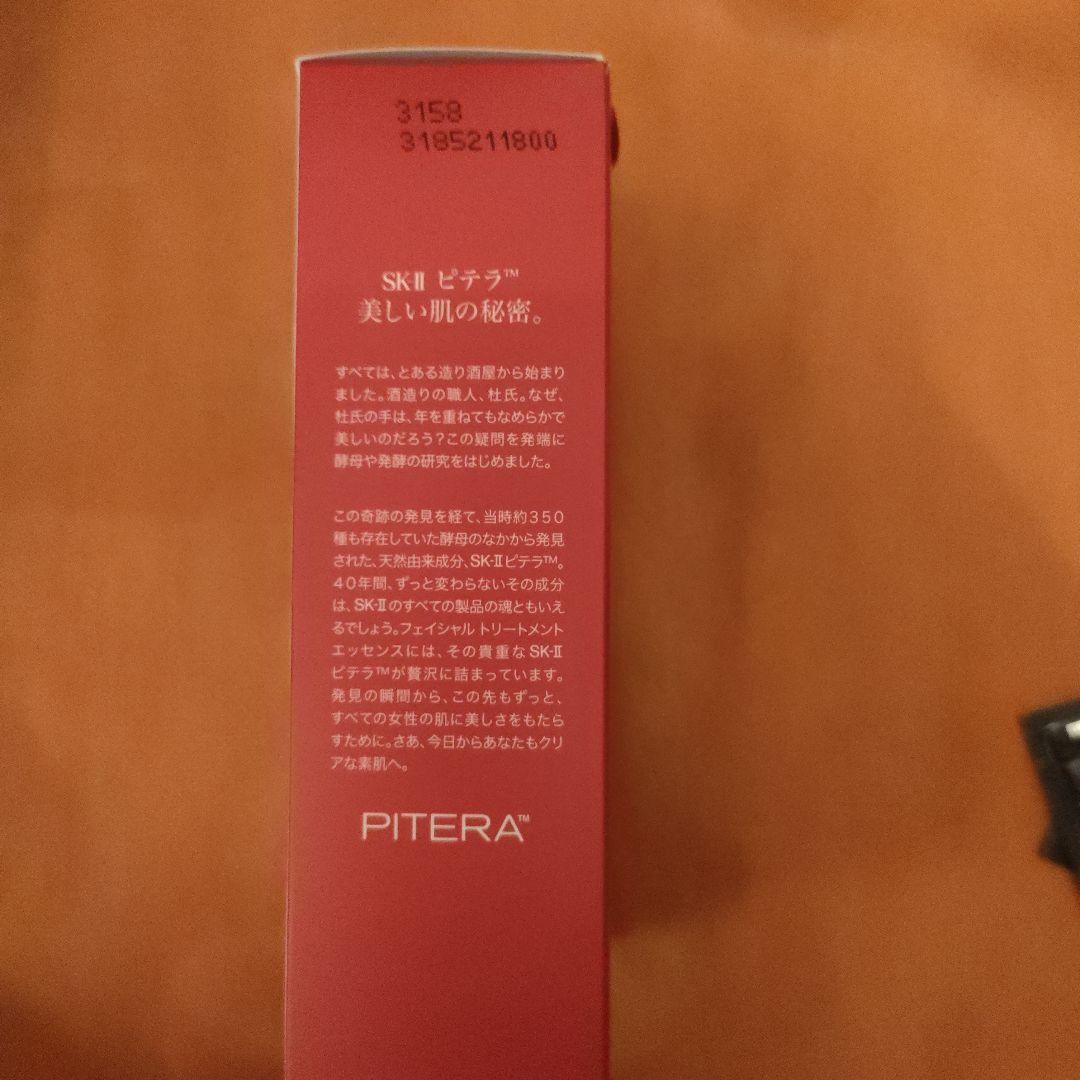 3158
3185211800
SK-II ピテラ™
美しい肌の秘密。
すべては、とある造り酒屋から始まり
ました。酒造りの職人、杜氏。なぜ、
杜氏の手は、年を重ねてもなめらかで
美しいのだろう？この疑問を発端に
酵母や発酵の研究をはじめました。
この奇跡の発見を経て、当時約350
種も存在していた酵母のなかから発見
された、天然由来成分、SK-IIピテラ™。
40年間、ずっと変わらないその成分
は、SK-IIのすべての製品の魂ともいえ
るでしょう。フェイシャル トリートメント
エッセンスには、その貴重なSK-II
ピテラ™が贅沢に詰まっています。
発見の瞬間から、この先もずっと、
すべての女性の肌に美しさをもたら
すために。さあ、今日からあなたもクリ
アな素肌へ。
PITERA™